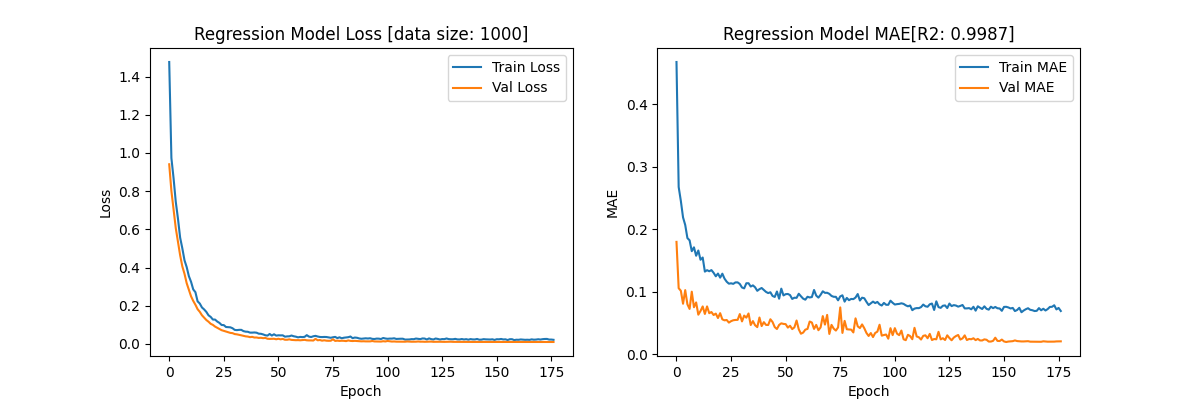 Regression Model Loss [data size: 1000]
Train Loss
Val Loss
1.4
1.2
1.0
0.8
0.6
0.4
0.2
0.0
Loss
0 25 50 75 100 125 150 175
Epoch
Regression Model MAE[R2: 0.9987]
Train MAE
Val MAE
0.4
0.3
0.2
0.1
0.0
MAE
0 25 50 75 100 125 150 175
Epoch